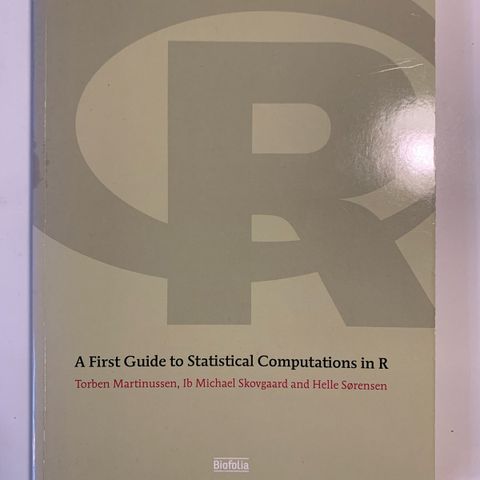 R
A First Guide to Statistical Computations in R
Torben Martinussen, Ib Michael Skovgaard and Helle Sørensen
Biofolia